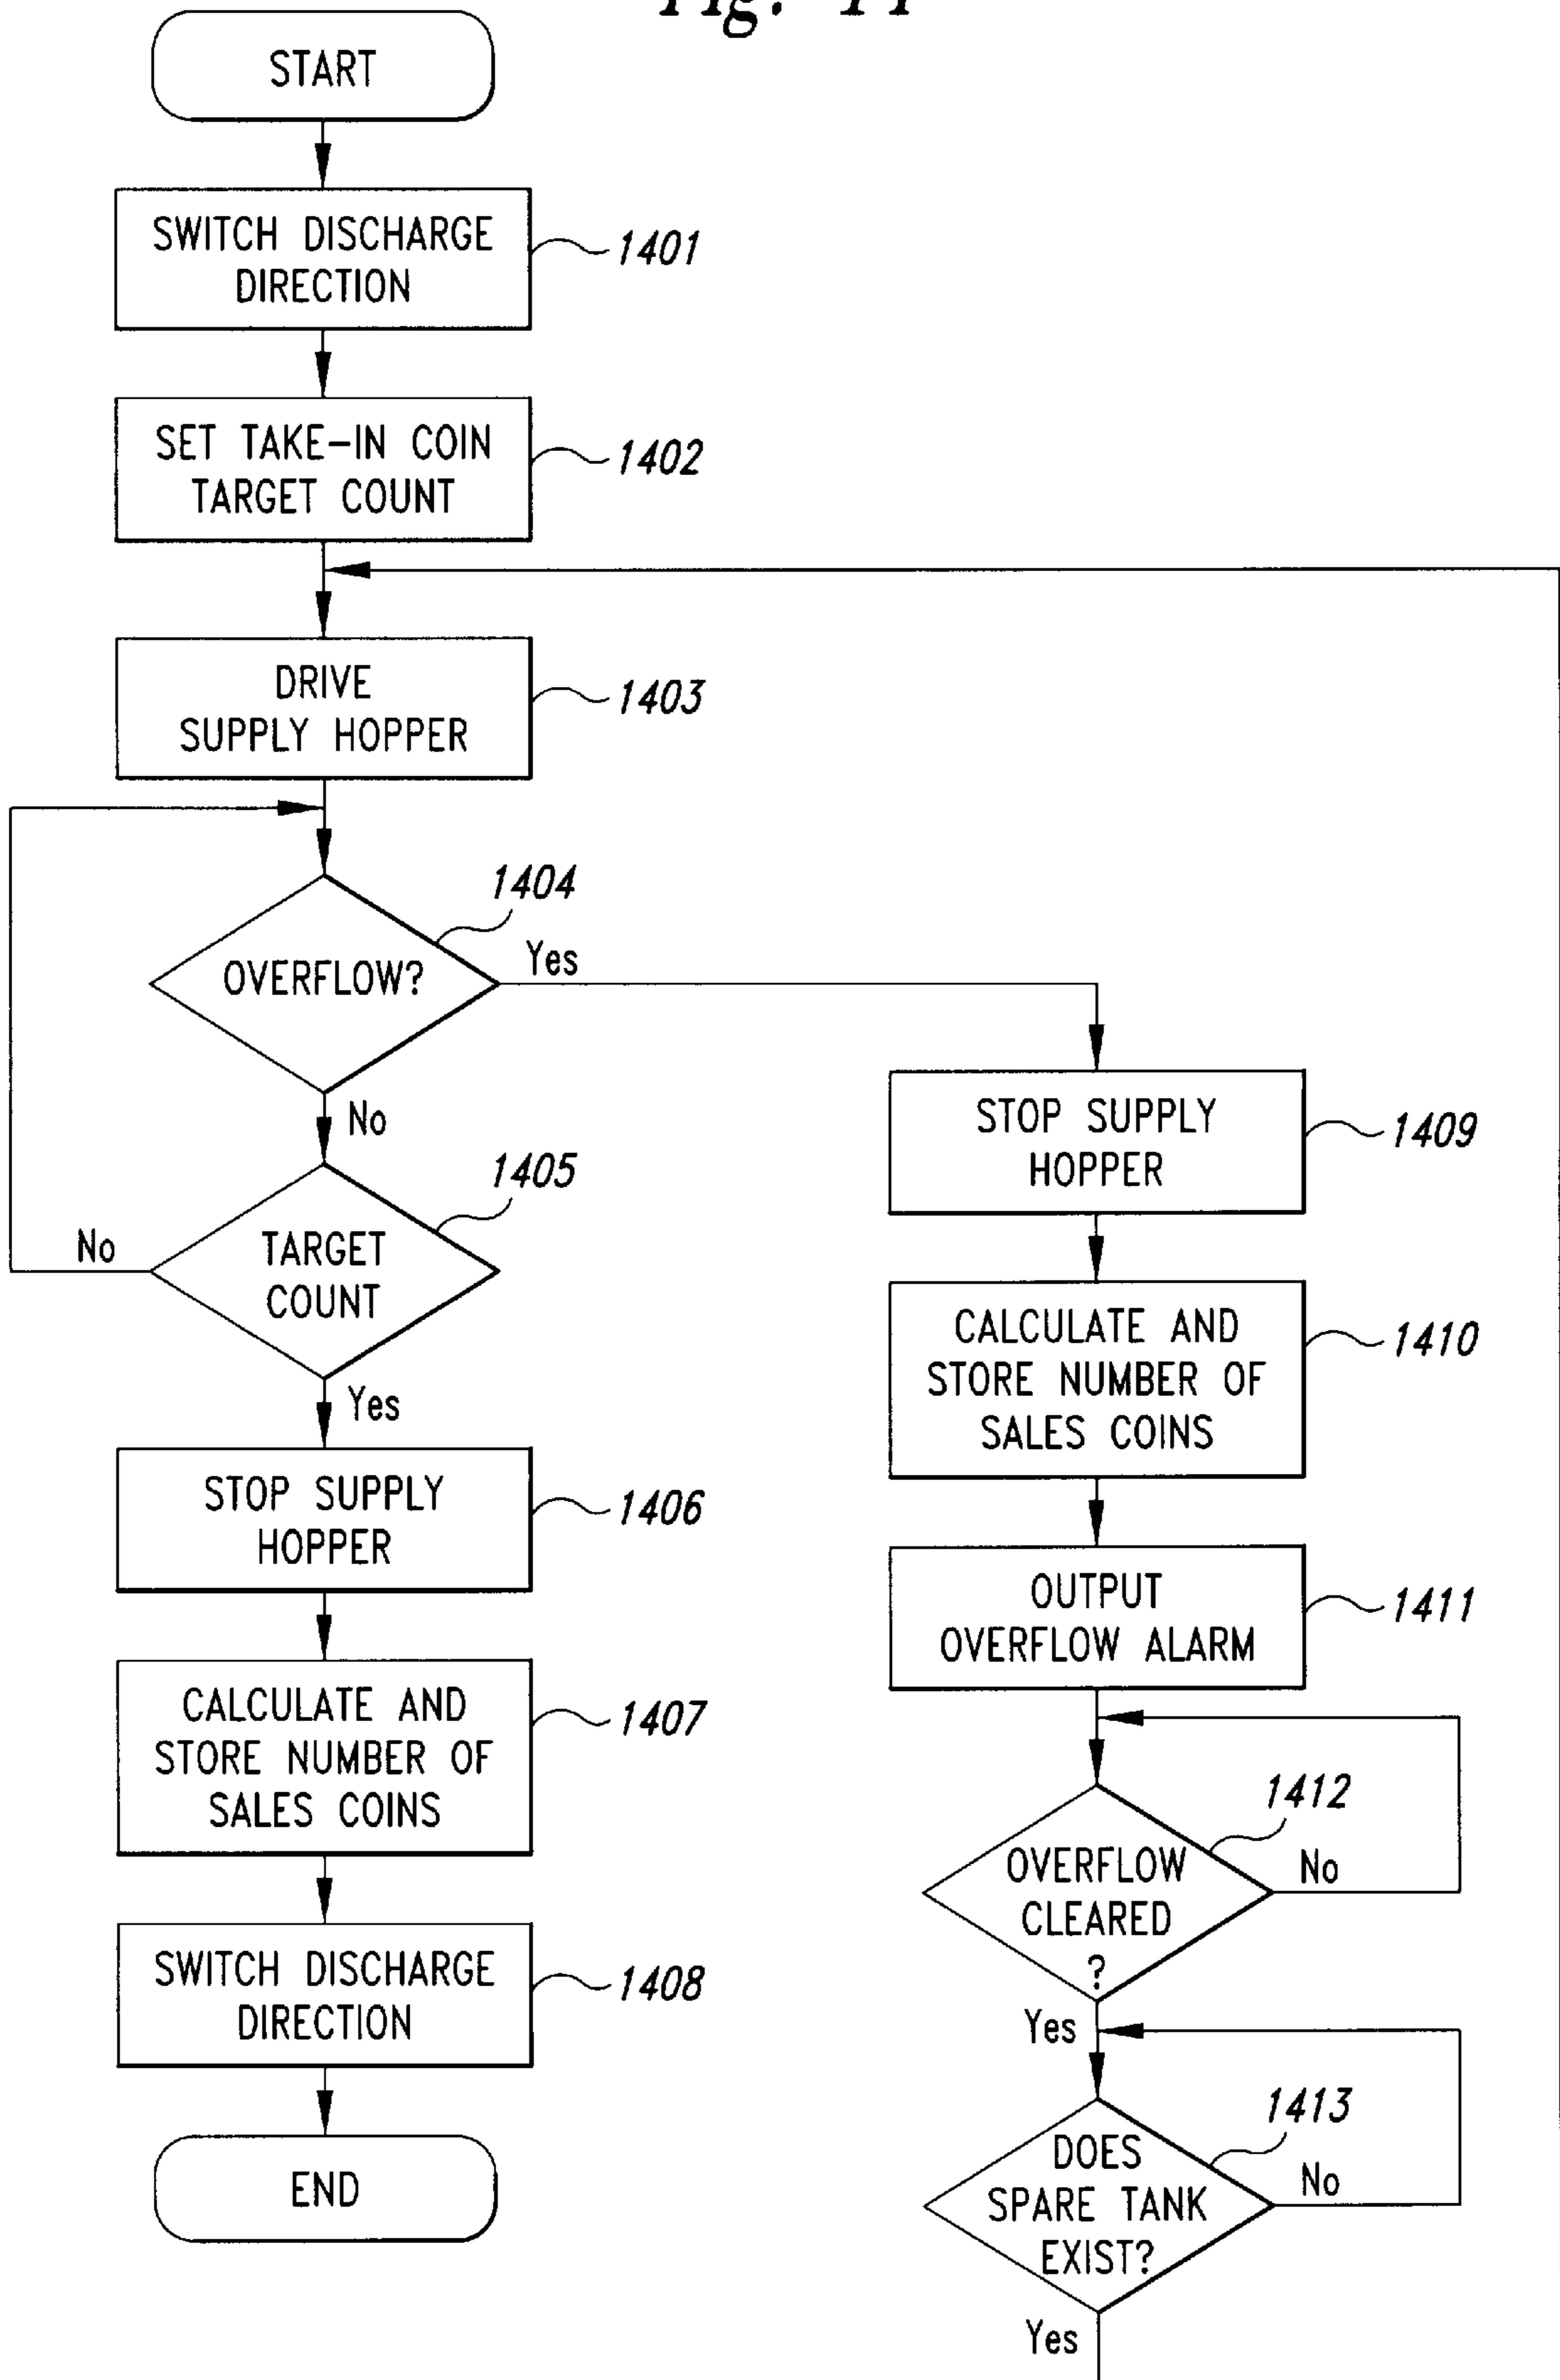 START
SWITCH DISCHARGE
DIRECTION
1401
SET TAKE-IN COIN
TARGET COUNT
1402
DRIVE
SUPPLY HOPPER
1403
1404
OVERFLOW?
Yes
No
1405
TARGET
COUNT
No
Yes
STOP SUPPLY
HOPPER
1406
CALCULATE AND
STORE NUMBER OF
SALES COINS
1407
SWITCH DISCHARGE
DIRECTION
1408
END
STOP SUPPLY
HOPPER
1409
CALCULATE AND
STORE NUMBER OF
SALES COINS
1410
OUTPUT
OVERFLOW ALARM
1411
1412
OVERFLOW
CLEARED
?
No
Yes
1413
DOES
SPARE TANK
EXIST?
No
Yes